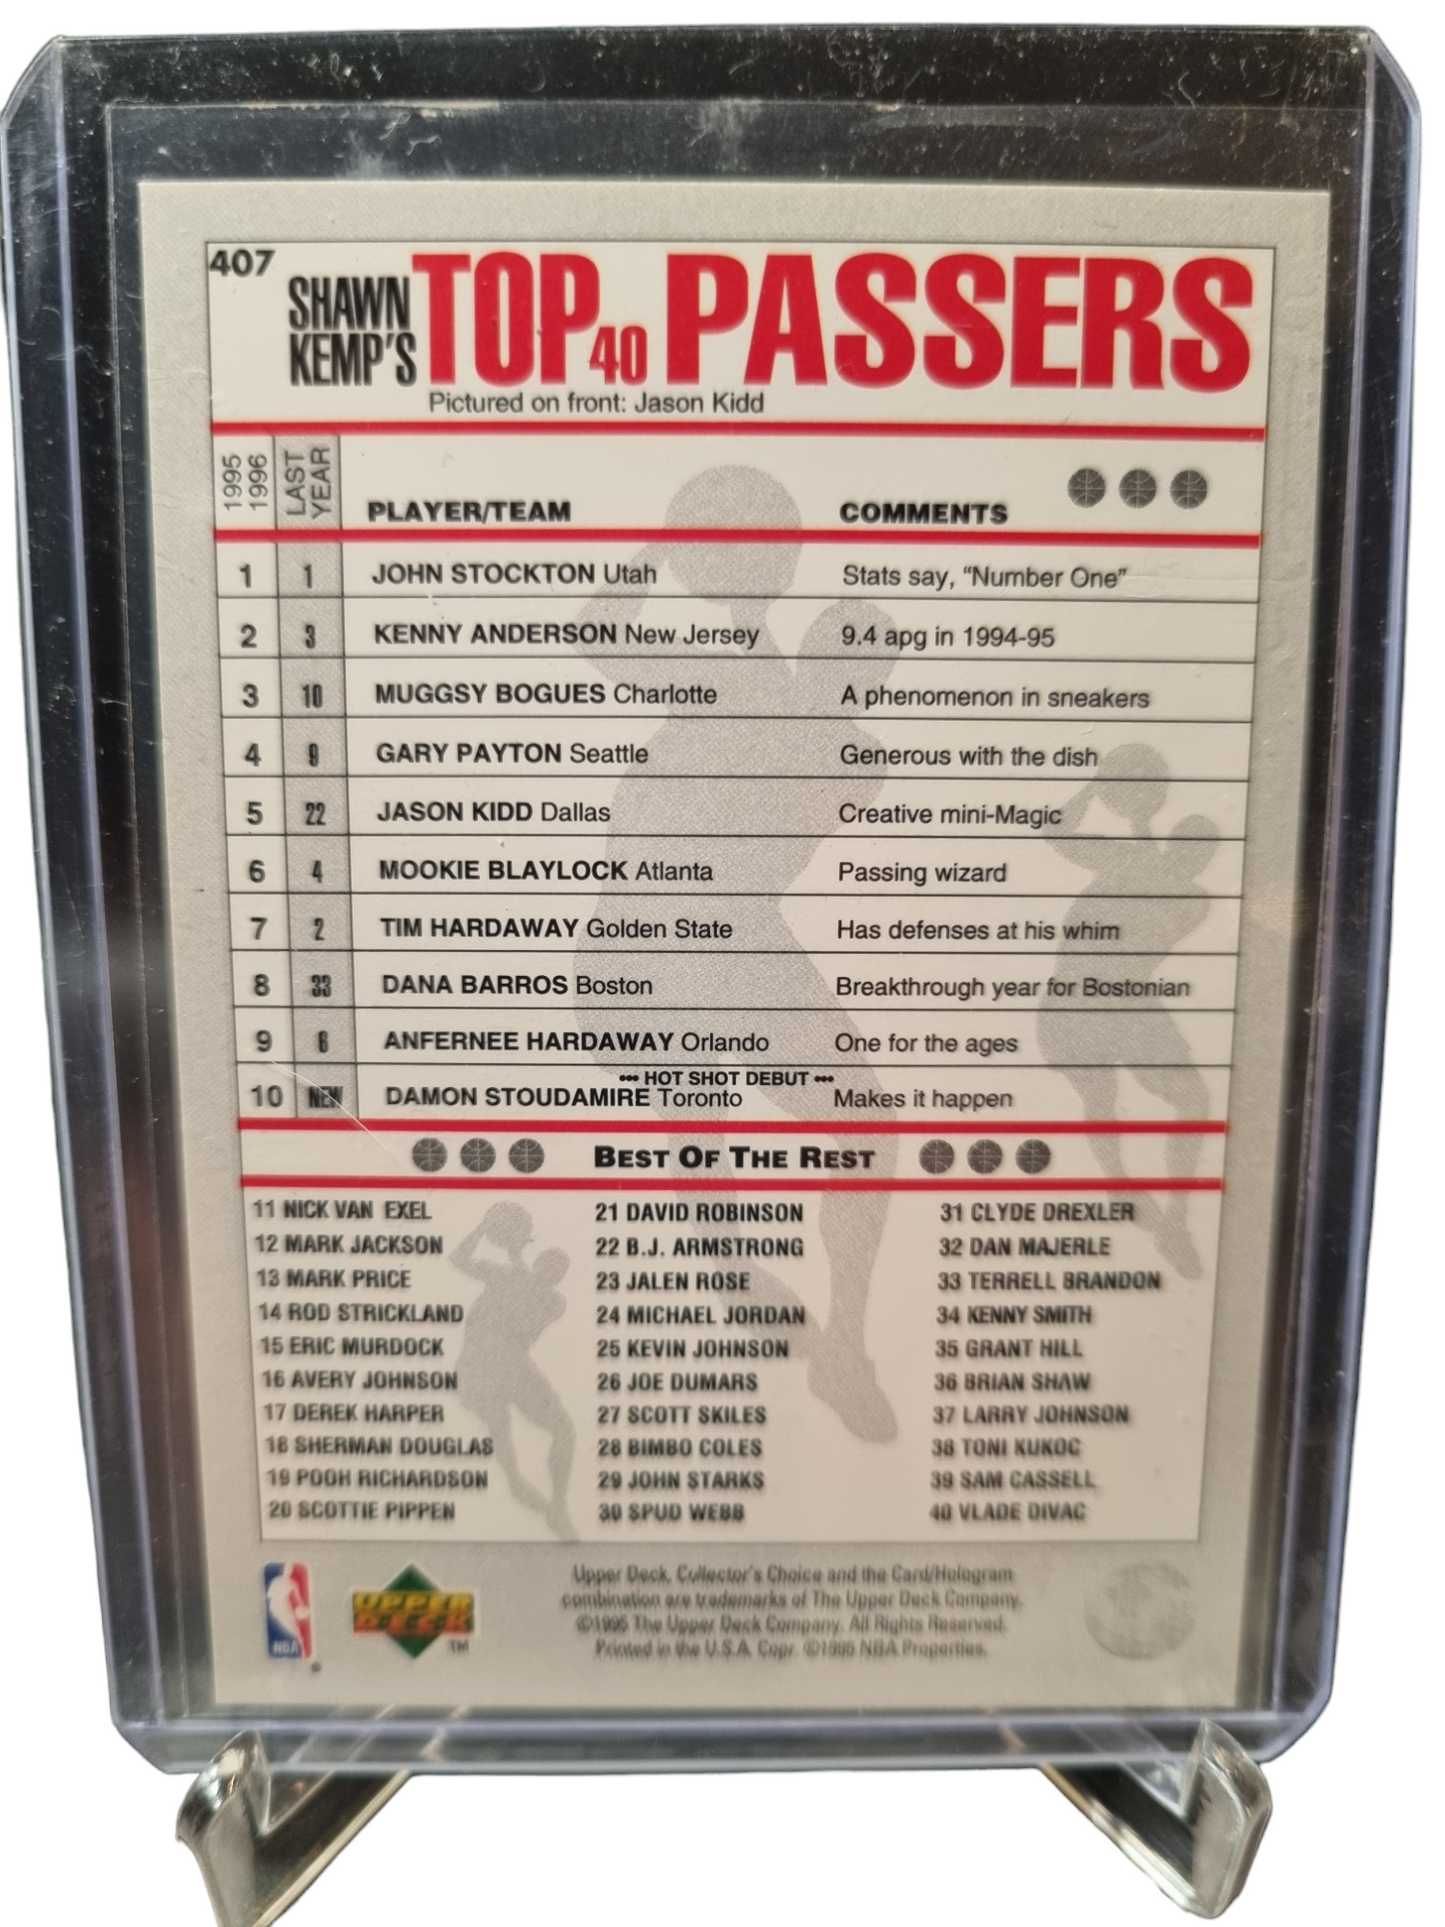 407
SHAWN KEMP'S TOP 40 PASSERS
Pictured on front: Jason Kidd
1995 1996 LAST YEAR PLAYER/TEAM COMMENTS
1 1 JOHN STOCKTON Utah Stats say, “Number One”
2 3 KENNY ANDERSON New Jersey 9.4 apg in 1994-95
3 10 MUGGSY BOGUES Charlotte A phenomenon in sneakers
4 9 GARY PAYTON Seattle Generous with the dish
5 22 JASON KIDD Dallas Creative mini-Magic
6 4 MOOKIE BLAYLOCK Atlanta Passing wizard
7 2 TIM HARDAWAY Golden State Has defenses at his whim
8 33 DANA BARROS Boston Breakthrough year for Bostonian
9 6 ANFERNEE HARDAWAY Orlando One for the ages
••• HOT SHOT DEBUT •••
10 NEW DAMON STOUDAMIRE Toronto Makes it happen
BEST OF THE REST
11 NICK VAN EXEL 21 DAVID ROBINSON 31 CLYDE DREXLER
12 MARK JACKSON 22 B.J. ARMSTRONG 32 DAN MAJERLE
13 MARK PRICE 23 JALEN ROSE 33 TERRELL BRANDON
14 ROD STRICKLAND 24 MICHAEL JORDAN 34 KENNY SMITH
15 ERIC MURDOCK 25 KEVIN JOHNSON 35 GRANT HILL
16 AVERY JOHNSON 26 JOE DUMARS 36 BRIAN SHAW
17 DEREK HARPER 27 SCOTT SKILES 37 LARRY JOHNSON
18 SHERMAN DOUGLAS 28 BIMBO COLES 38 TONI KUKOC
19 POOH RICHARDSON 29 JOHN STARKS 39 SAM CASSELL
20 SCOTTIE PIPPEN 30 SPUD WEBB 40 VLADE DIVAC
NBA ®
UPPER DECK ™
Upper Deck, Collector's Choice and the Card/Hologram
combination are trademarks of The Upper Deck Company.
©1995 The Upper Deck Company. All Rights Reserved.
Printed in the U.S.A. Copr. ©1995 NBA Properties.